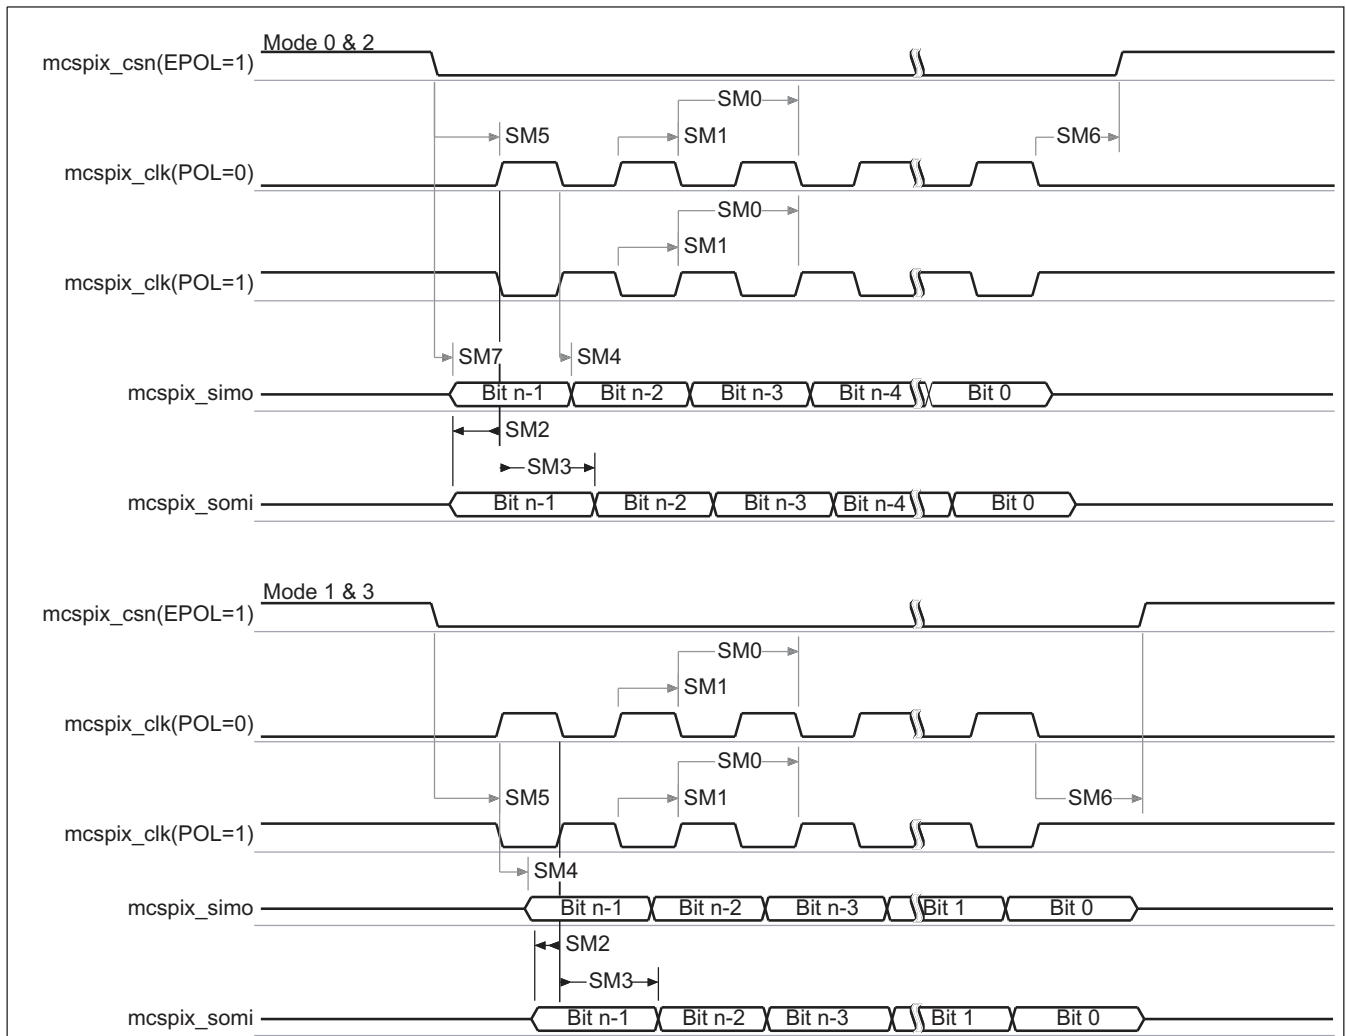 Mode 0 & 2
mcspix_csn(EPOL=1)
SM0
SM5 SM1 SM6
mcspix_clk(POL=0)
SM0
SM1
mcspix_clk(POL=1)
SM7 SM4
mcspix_simo Bit n-1 Bit n-2 Bit n-3 Bit n-4 Bit 0
SM2
SM3
mcspix_somi Bit n-1 Bit n-2 Bit n-3 Bit n-4 Bit 0
Mode 1 & 3
mcspix_csn(EPOL=1)
SM0
SM1
mcspix_clk(POL=0)
SM0
SM5 SM1 SM6
mcspix_clk(POL=1)
SM4
mcspix_simo Bit n-1 Bit n-2 Bit n-3 Bit 1 Bit 0
SM2
SM3
mcspix_somi Bit n-1 Bit n-2 Bit n-3 Bit 1 Bit 0